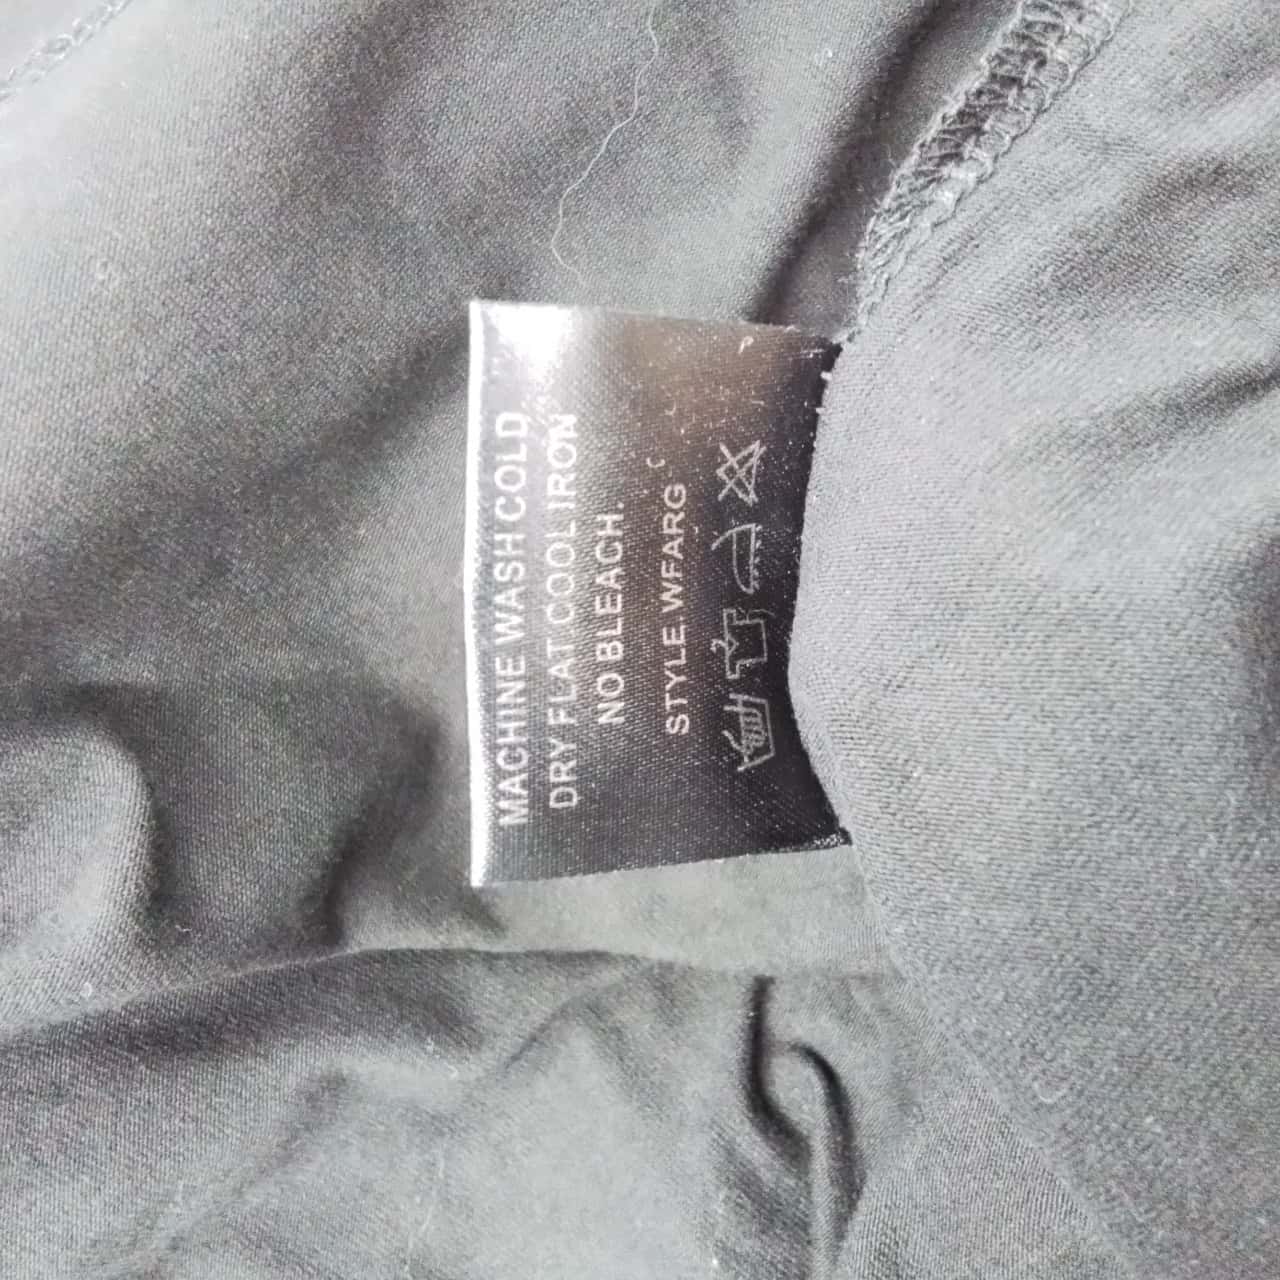 MACHINE WASH COLD
DRY FLAT.COOL IRON
NO BLEACH.
STYLE.WFARG